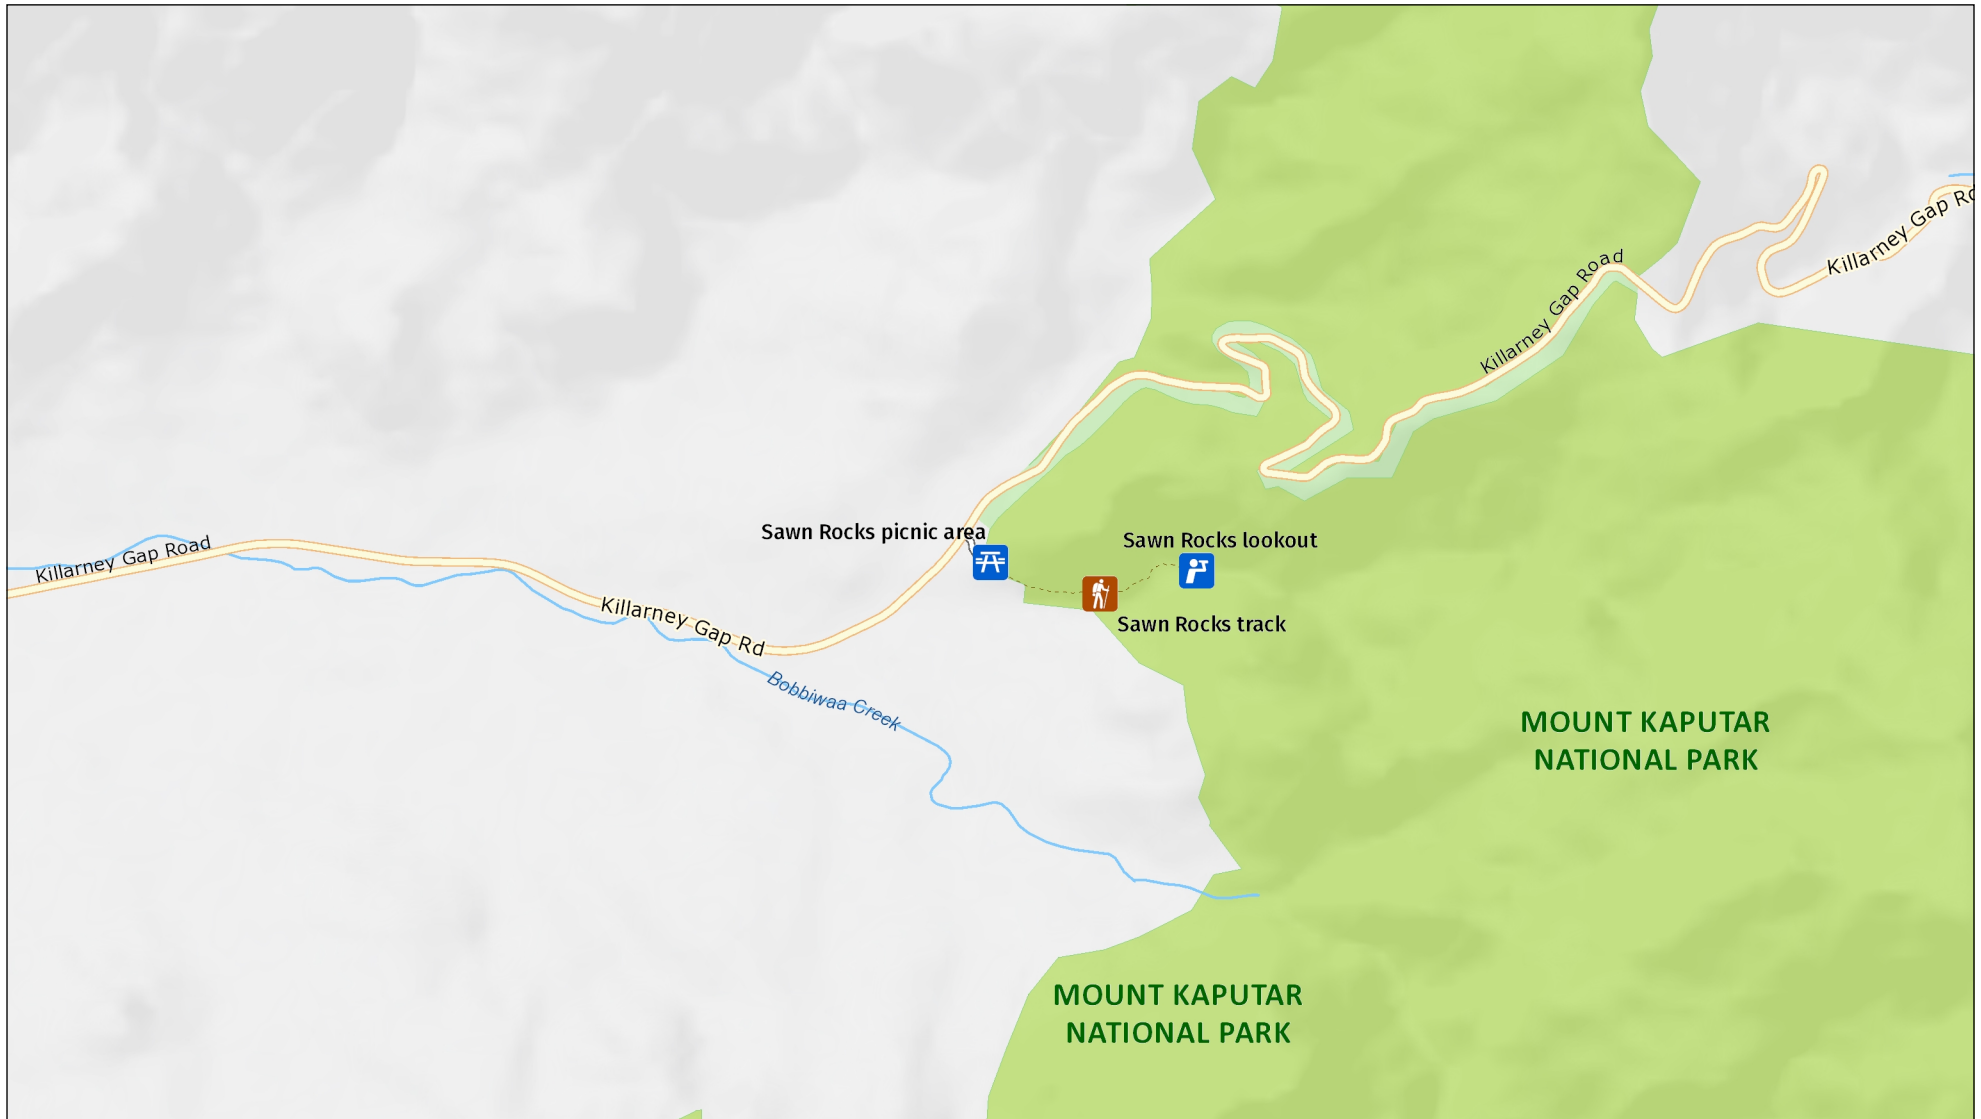 Killarney Gap Rd
Killarney Gap Road
Sawn Rocks picnic area
Sawn Rocks lookout
Killarney Gap Road
Killarney Gap Rd
Sawn Rocks track
Bobbiwaa Creek
MOUNT KAPUTAR
NATIONAL PARK
MOUNT KAPUTAR
NATIONAL PARK